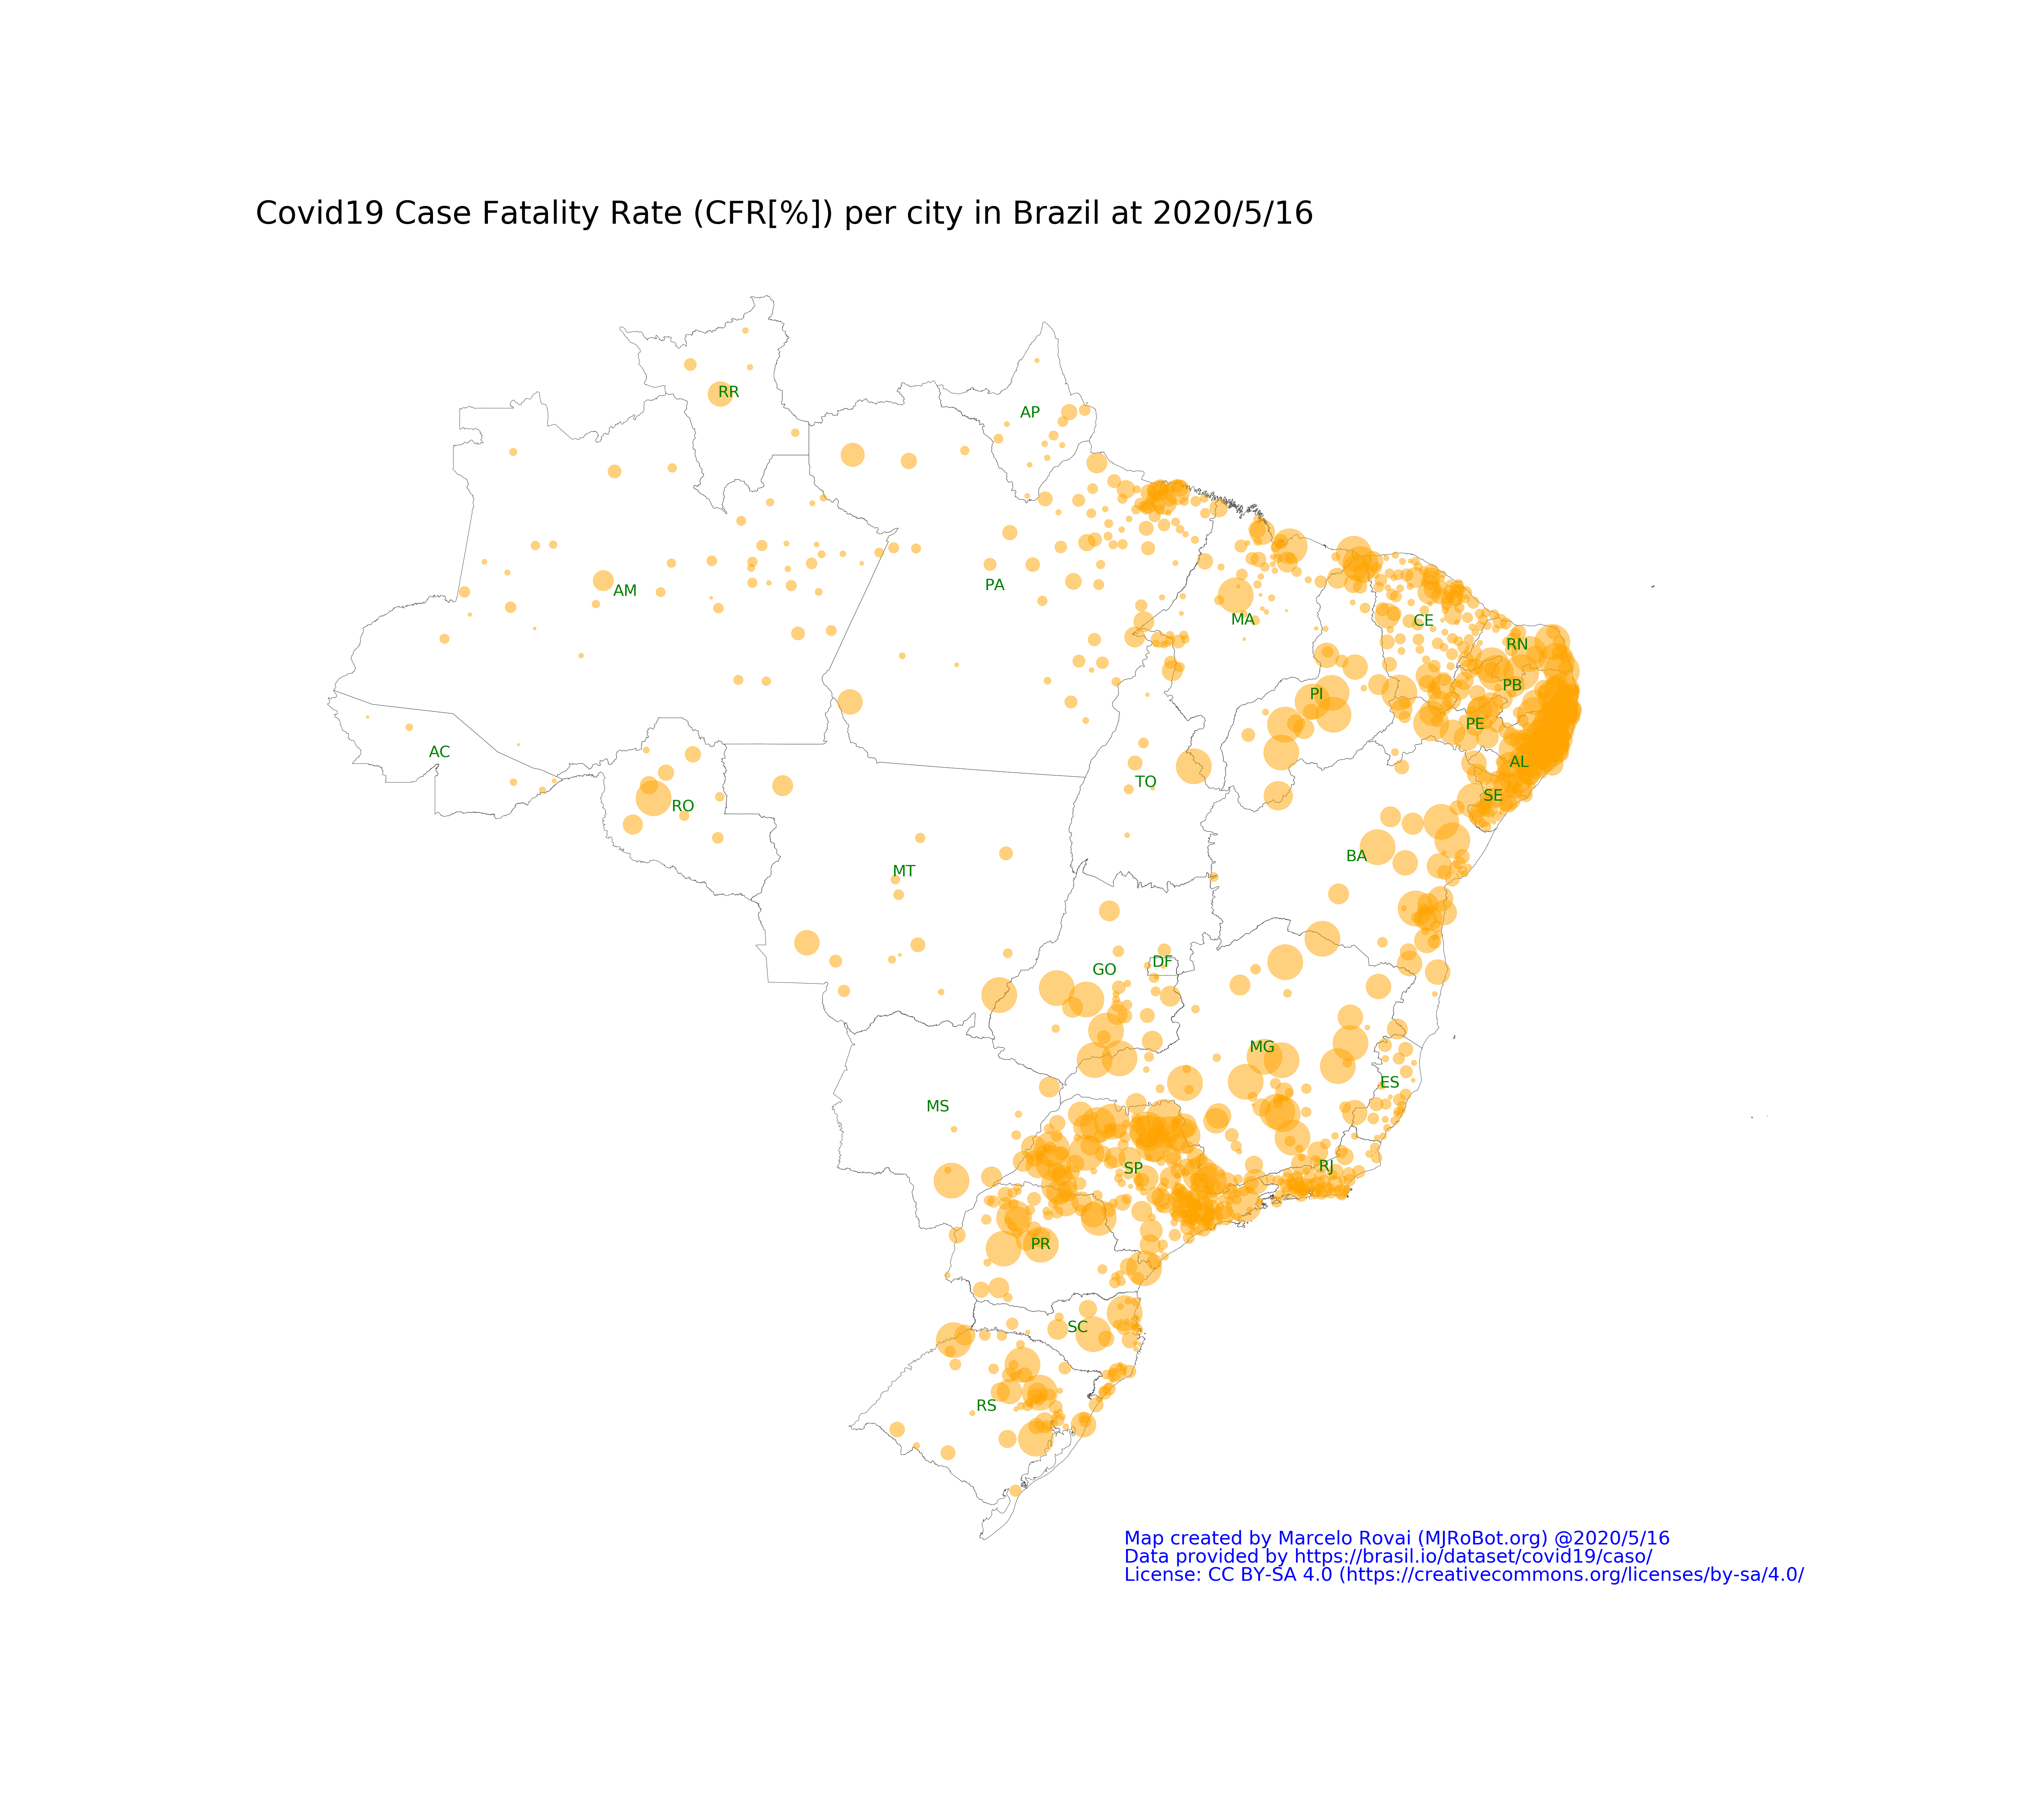 Covid19 Case Fatality Rate (CFR[%]) per city in Brazil at 2020/5/16
RR
AP
AM
PA
MA
CE
RN
PB
PI
PE
AC
AL
TO
SE
RO
BA
MT
DF
GO
MG
ES
MS
RJ
SP
PR
SC
RS
Map created by Marcelo Rovai (MJRoBot.org) @2020/5/16
Data provided by https://brasil.io/dataset/covid19/caso/
License: CC BY-SA 4.0 (https://creativecommons.org/licenses/by-sa/4.0/